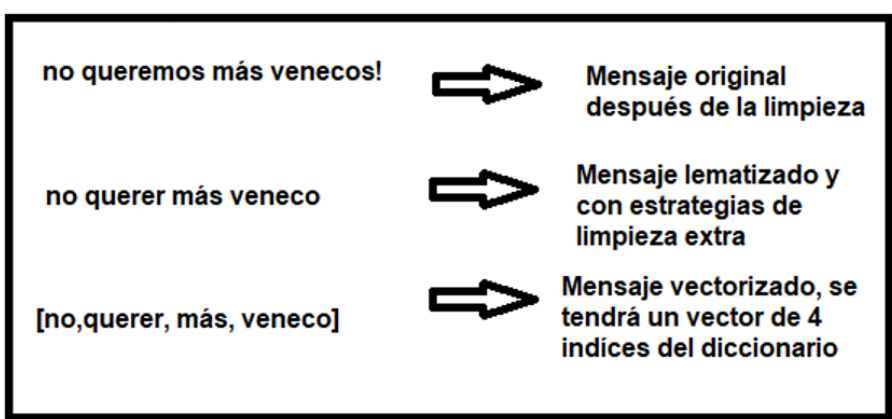 no queremos más venecos!
Mensaje original
después de la limpieza
no querer más veneco
Mensaje lematizado y
con estrategias de
limpieza extra
[no,querer, más, veneco]
Mensaje vectorizado, se
tendrá un vector de 4
indíces del diccionario